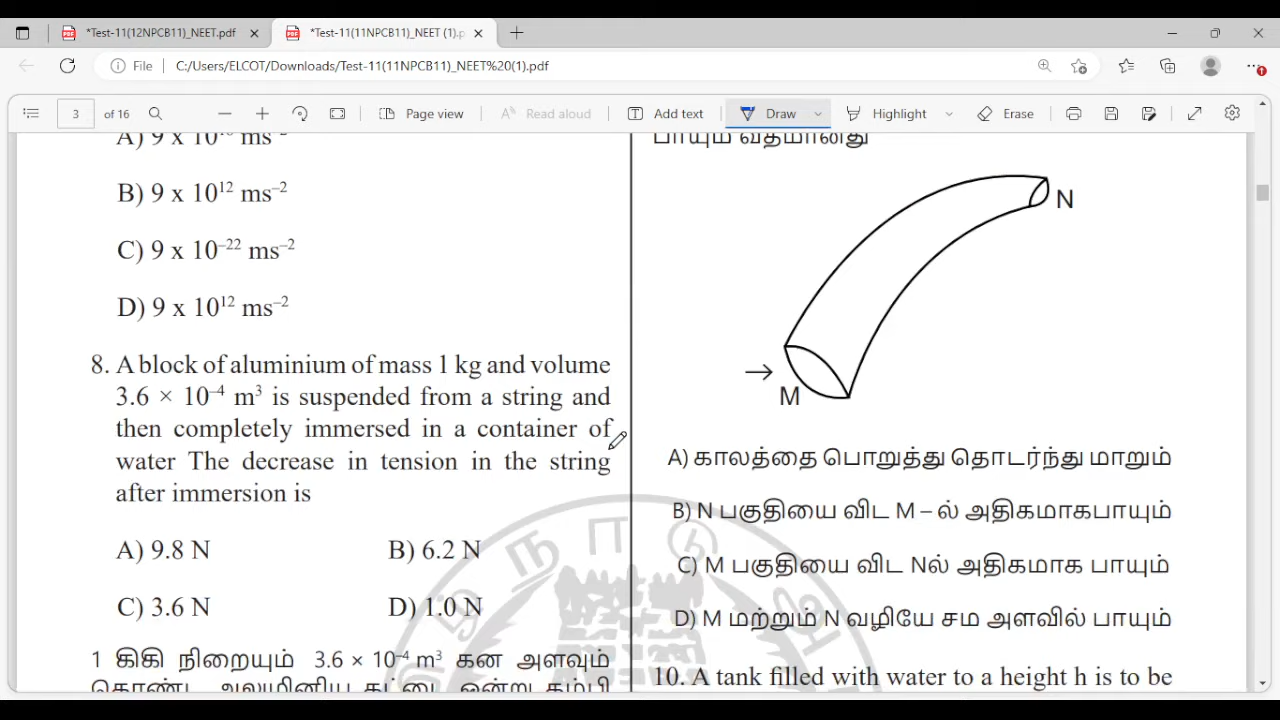 *Test-11(12NPCB11)_NEET.pdf
*Test-11(11NPCB11)_NEET (1).p
File C:/Users/ELCOT/Downloads/Test-11(11NPCB11)_NEET%20(1).pdf
3 of 16 Page view Read aloud Add text Draw Highlight Erase
B) 9 x 10¹² ms⁻²
C) 9 x 10⁻²² ms⁻²
D) 9 x 10¹² ms⁻²
8. A block of aluminium of mass 1 kg and volume
3.6 × 10⁻⁴ m³ is suspended from a string and
then completely immersed in a container of
water The decrease in tension in the string
after immersion is
A) 9.8 N B) 6.2 N
C) 3.6 N D) 1.0 N
1 கிகி நிறையும் 3.6 × 10⁻⁴ m³ கன அளவும்
பாயும் வீதமானது
N
M
A) காலத்தை பொறுத்து தொடர்ந்து மாறும்
B) N பகுதியை விட M – ல் அதிகமாகபாயும்
C) M பகுதியை விட Nல் அதிகமாக பாயும்
D) M மற்றும் N வழியே சம அளவில் பாயும்
10. A tank filled with water to a height h is to be